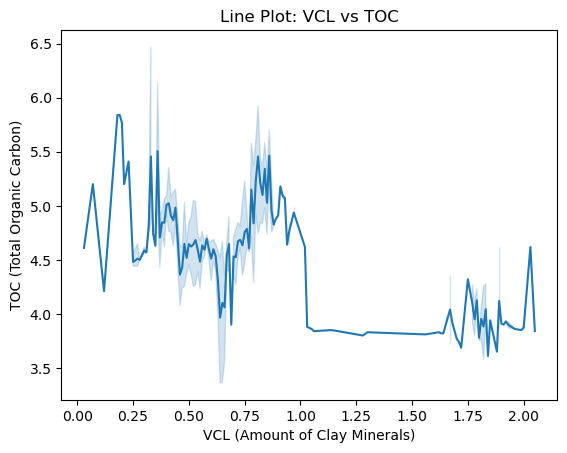 Line Plot: VCL vs TOC
TOC (Total Organic Carbon)
6.5
6.0
5.5
5.0
4.5
4.0
3.5
0.00 0.25 0.50 0.75 1.00 1.25 1.50 1.75 2.00
VCL (Amount of Clay Minerals)